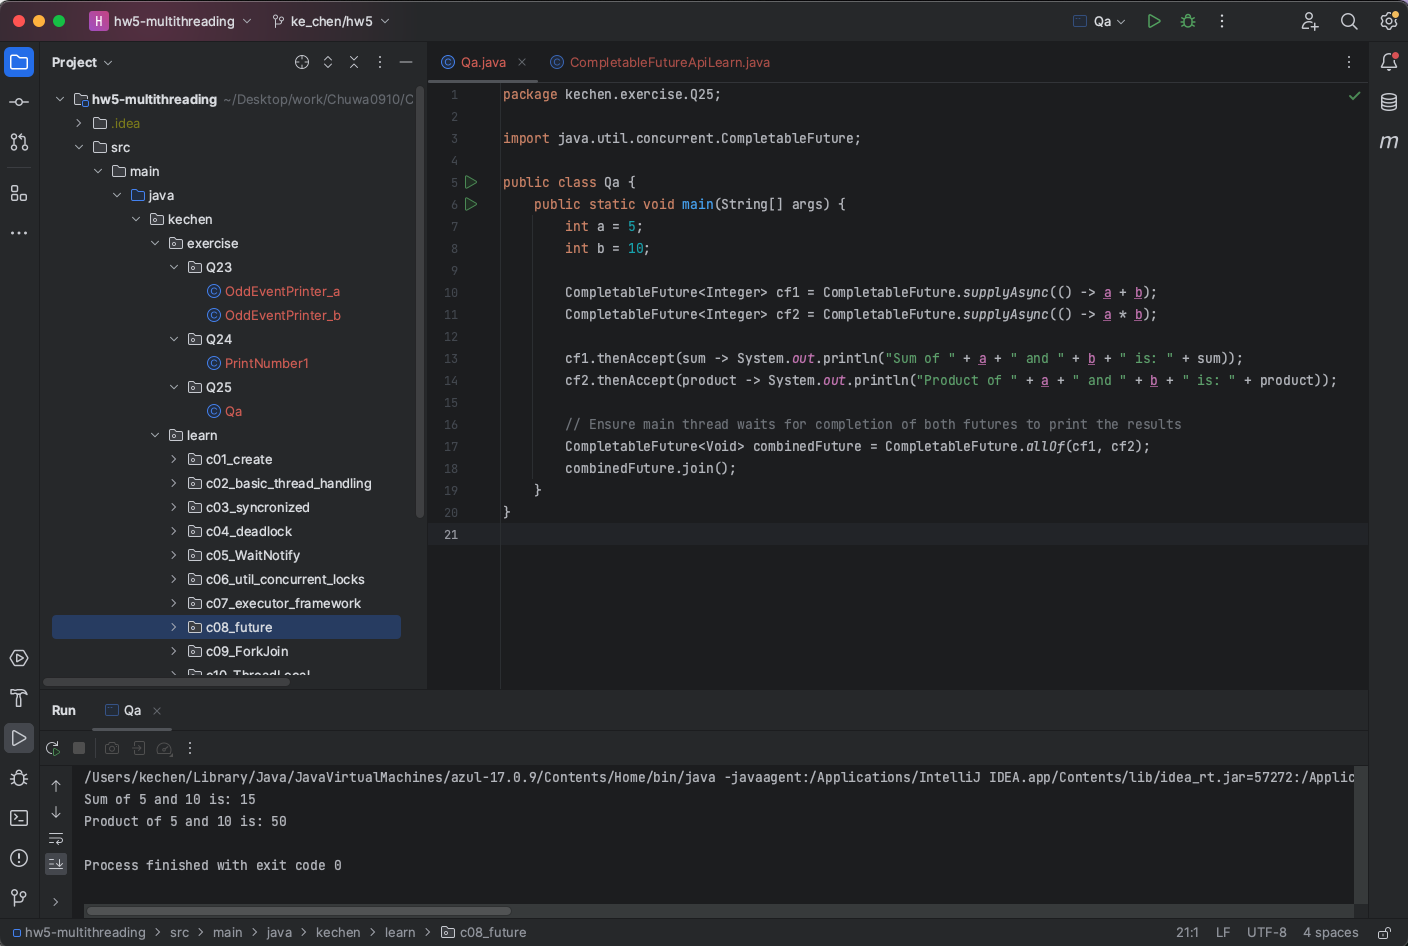 H hw5-multithreading ke_chen/hw5 Qa
Project
Qa.java
CompletableFutureApiLearn.java
hw5-multithreading ~/Desktop/work/Chuwa0910/C
.idea
src
main
java
kechen
exercise
Q23
OddEventPrinter_a
OddEventPrinter_b
Q24
PrintNumber1
Q25
Qa
learn
c01_create
c02_basic_thread_handling
c03_syncronized
c04_deadlock
c05_WaitNotify
c06_util_concurrent_locks
c07_executor_framework
c08_future
c09_ForkJoin
c10_ThreadLocal
1 package kechen.exercise.Q25;
2
3 import java.util.concurrent.CompletableFuture;
4
5 public class Qa {
6 public static void main(String[] args) {
7 int a = 5;
8 int b = 10;
9
10 CompletableFuture<Integer> cf1 = CompletableFuture.supplyAsync(() -> a + b);
11 CompletableFuture<Integer> cf2 = CompletableFuture.supplyAsync(() -> a * b);
12
13 cf1.thenAccept(sum -> System.out.println("Sum of " + a + " and " + b + " is: " + sum));
14 cf2.thenAccept(product -> System.out.println("Product of " + a + " and " + b + " is: " + product));
15
16 // Ensure main thread waits for completion of both futures to print the results
17 CompletableFuture<Void> combinedFuture = CompletableFuture.allOf(cf1, cf2);
18 combinedFuture.join();
19 }
20 }
21
m
Run Qa
/Users/kechen/Library/Java/JavaVirtualMachines/azul-17.0.9/Contents/Home/bin/java -javaagent:/Applications/IntelliJ IDEA.app/Contents/lib/idea_rt.jar=57272:/Applic
Sum of 5 and 10 is: 15
Product of 5 and 10 is: 50
Process finished with exit code 0
hw5-multithreading > src > main > java > kechen > learn > c08_future 21:1 LF UTF-8 4 spaces